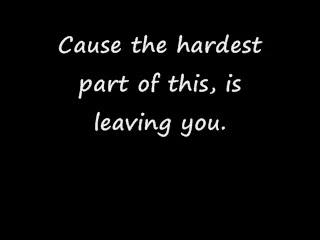 Cause the hardest
part of this, is
leaving you.